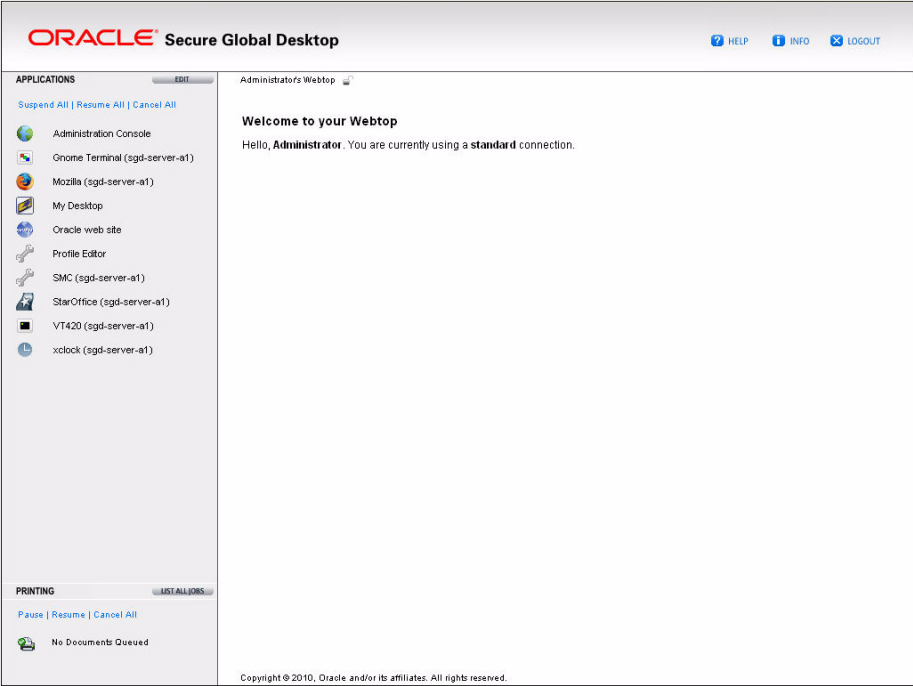 ORACLE Secure Global Desktop
? HELP i INFO X LOGOUT
APPLICATIONS EDIT
Administrator's Webtop
Suspend All | Resume All | Cancel All
Welcome to your Webtop
Hello, Administrator. You are currently using a standard connection.
Administration Console
Gnome Terminal (sgd-server-a1)
Mozilla (sgd-server-a1)
My Desktop
Oracle web site
Profile Editor
SMC (sgd-server-a1)
StarOffice (sgd-server-a1)
VT420 (sgd-server-a1)
xclock (sgd-server-a1)
PRINTING LIST ALL JOBS
Pause | Resume | Cancel All
No Documents Queued
Copyright © 2010, Oracle and/or its affiliates. All rights reserved.